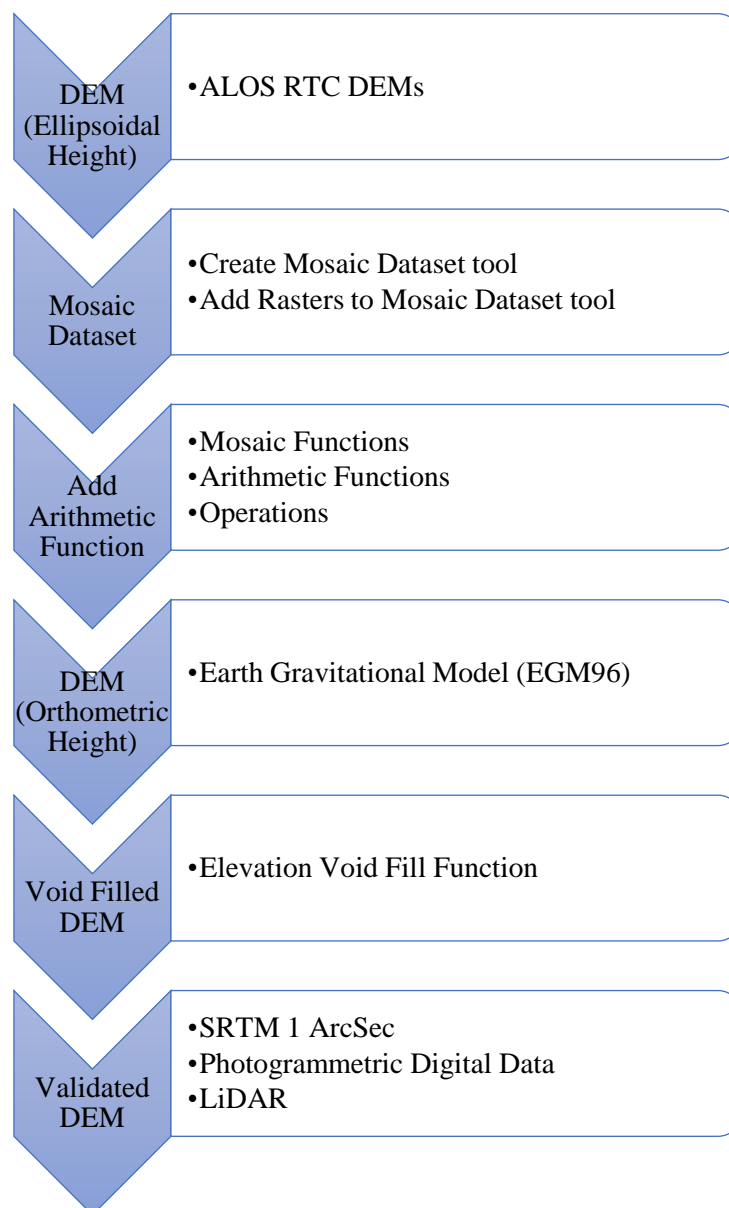 DEM
(Ellipsoidal
Height)
•ALOS RTC DEMs
Mosaic
Dataset
•Create Mosaic Dataset tool
•Add Rasters to Mosaic Dataset tool
Add
Arithmetic
Function
•Mosaic Functions
•Arithmetic Functions
•Operations
DEM
(Orthometric
Height)
•Earth Gravitational Model (EGM96)
Void Filled
DEM
•Elevation Void Fill Function
Validated
DEM
•SRTM 1 ArcSec
•Photogrammetric Digital Data
•LiDAR